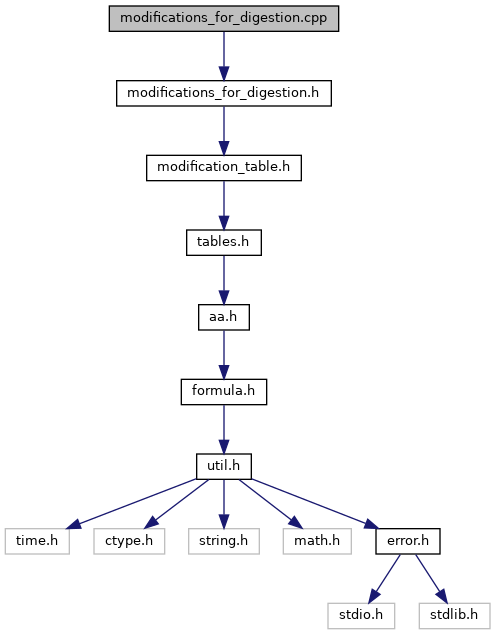 modifications_for_digestion.cpp
modifications_for_digestion.h
modification_table.h
tables.h
aa.h
formula.h
util.h
time.h
ctype.h
string.h
math.h
error.h
stdio.h
stdlib.h